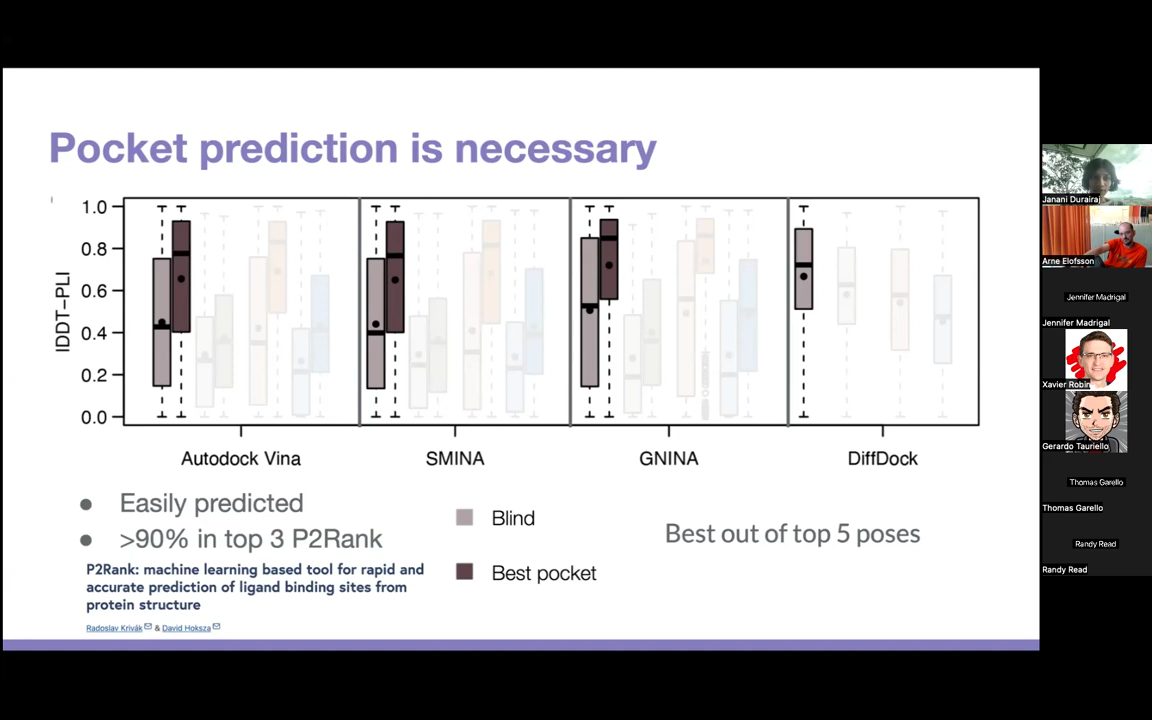 Pocket prediction is necessary
1.0
0.8
0.6
0.4
0.2
0.0
lDDT-PLI
Autodock Vina
SMINA
GNINA
DiffDock
● Easily predicted
● >90% in top 3 P2Rank
P2Rank: machine learning based tool for rapid and
accurate prediction of ligand binding sites from
protein structure
Radoslav Krivák & David Hoksza
Blind
Best pocket
Best out of top 5 poses
Janani Durairaj
Arne Elofsson
Jennifer Madrigal
Jennifer Madrigal
Xavier Robin
Gerardo Tauriello
Thomas Garello
Thomas Garello
Randy Read
Randy Read